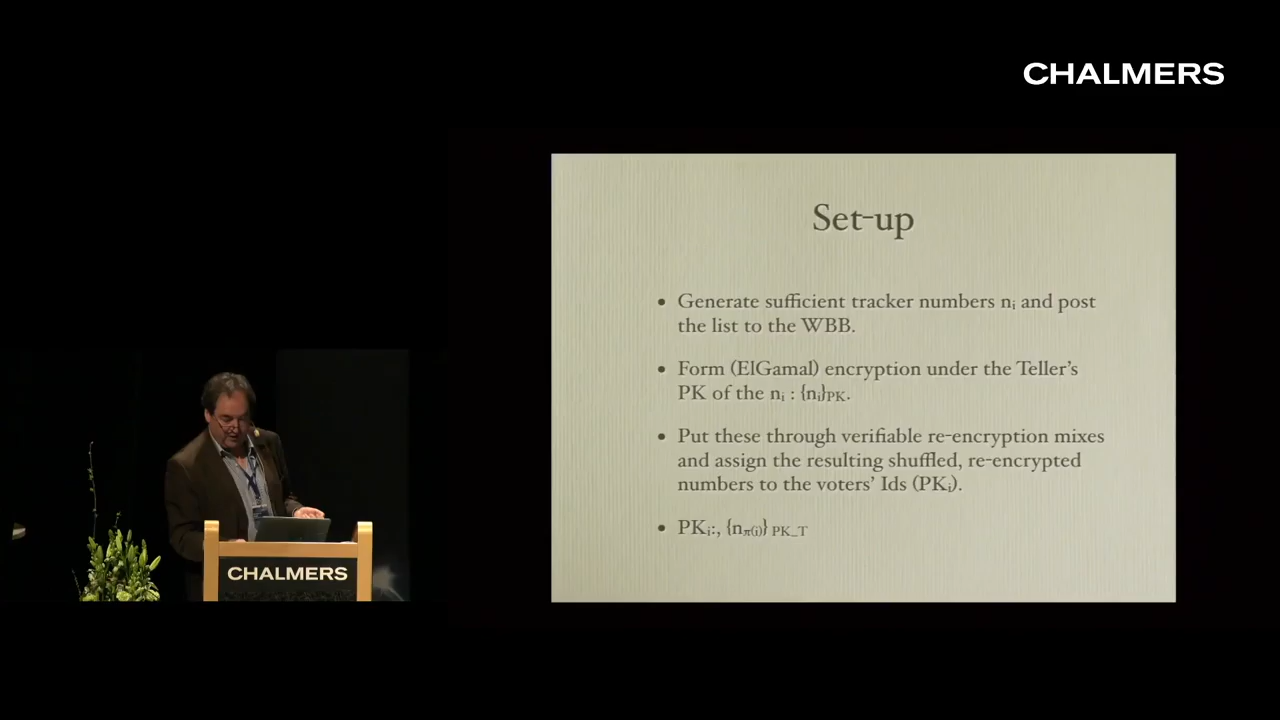 CHALMERS
Set-up
• Generate sufficient tracker numbers nᵢ and post
the list to the WBB.
• Form (ElGamal) encryption under the Teller's
PK of the nᵢ : {nᵢ}PK.
• Put these through verifiable re-encryption mixes
and assign the resulting shuffled, re-encrypted
numbers to the voters' Ids (PKᵢ).
• PKᵢ:, {nπ(i)} PK_T
CHALMERS